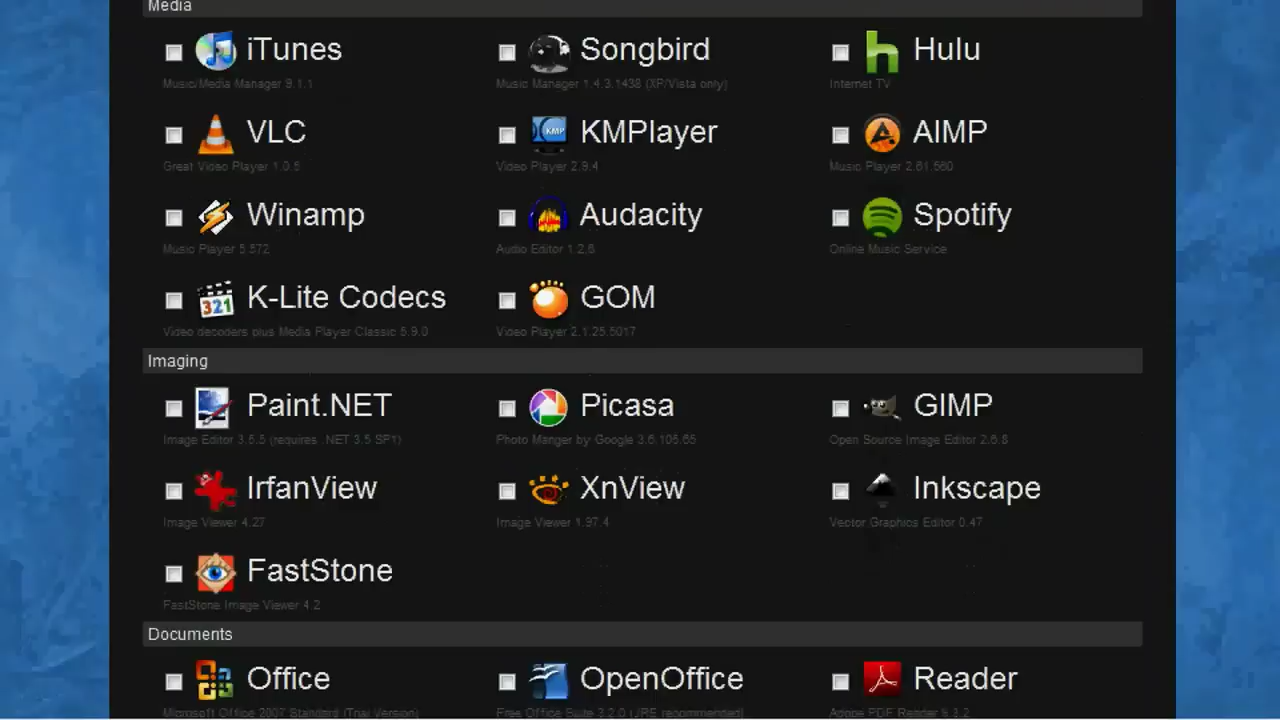 Media
iTunes Songbird Hulu
Music/Media Manager 9.1.1 Music Manager 1.4.3.1438 (XP/Vista only) Internet TV
VLC KMPlayer AIMP
Great Video Player 1.0.5 Video Player 2.9.4 Music Player 2.61.560
Winamp Audacity Spotify
Music Player 5.572 Audio Editor 1.2.6 Online Music Service
K-Lite Codecs GOM
Video decoders plus Media Player Classic 5.9.0 Video Player 2.1.25.5017
Imaging
Paint.NET Picasa GIMP
Image Editor 3.5.5 (requires .NET 3.5 SP1) Photo Manger by Google 3.6.105.65 Open Source Image Editor 2.6.8
IrfanView XnView Inkscape
Image Viewer 4.27 Image Viewer 1.97.4 Vector Graphics Editor 0.47
FastStone
FastStone Image Viewer 4.2
Documents
Office OpenOffice Reader
Microsoft Office 2007 Standard (Trial Version) Free Office Suite 3.2.0 (JRE recommended) Adobe PDF Reader 9.3.2